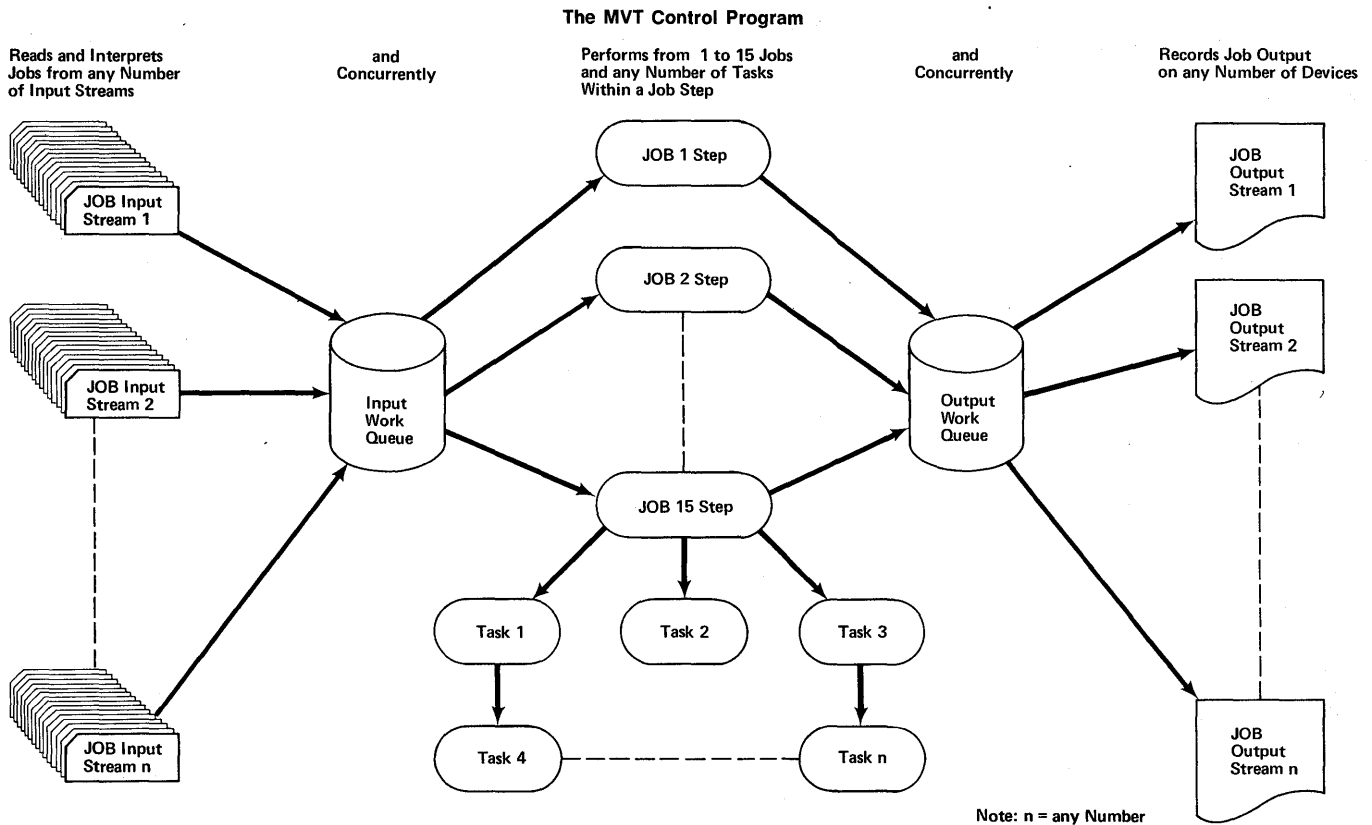 The MVT Control Program
Reads and Interprets
Jobs from any Number
of Input Streams
and
Concurrently
Performs from 1 to 15 Jobs
and any Number of Tasks
Within a Job Step
and
Concurrently
Records Job Output
on any Number of Devices
JOB Input
Stream 1
JOB 1 Step
JOB
Output
Stream 1
JOB 2 Step
JOB
Output
Stream 2
JOB Input
Stream 2
Input
Work
Queue
Output
Work
Queue
JOB 15 Step
Task 1
Task 2
Task 3
JOB Input
Stream n
Task 4
Task n
JOB
Output
Stream n
Note: n = any Number